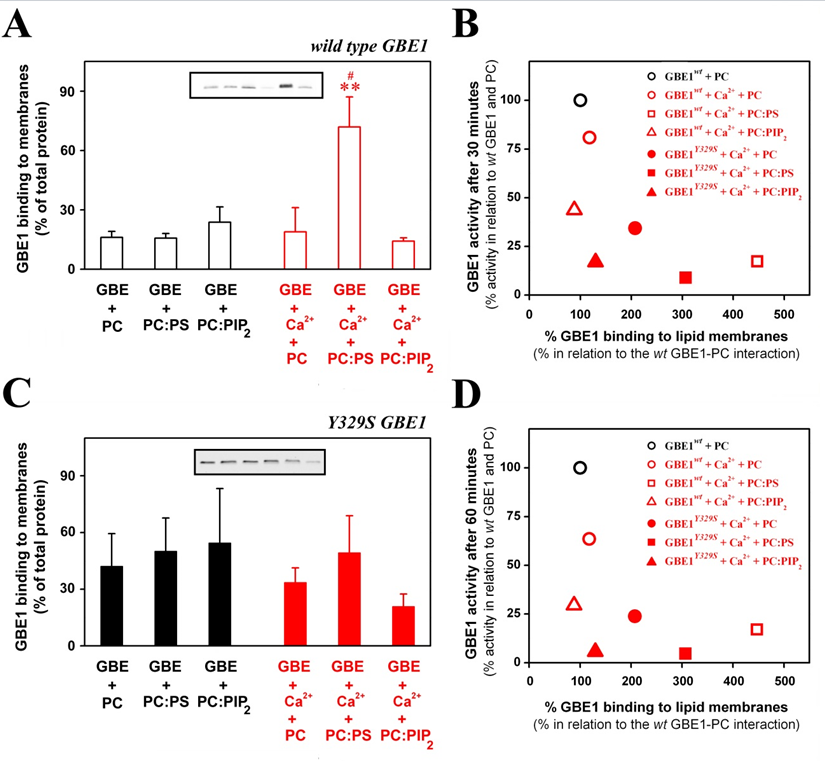 A
wild type GBE1
GBE1 binding to membranes
(% of total protein)
90
60
30
0
#
**
GBE
+
PC
GBE
+
PC:PS
GBE
+
PC:PIP2
GBE
+
Ca2+
+
PC
GBE
+
Ca2+
+
PC:PS
GBE
+
Ca2+
+
PC:PIP2
B
GBE1 activity after 30 minutes
(% activity in relation to wt GBE1 and PC)
100
75
50
25
0
GBE1wt + PC
GBE1wt + Ca2+ + PC
GBE1wt + Ca2+ + PC:PS
GBE1wt + Ca2+ + PC:PIP2
GBE1Y329S + Ca2+ + PC
GBE1Y329S + Ca2+ + PC:PS
GBE1Y329S + Ca2+ + PC:PIP2
0 100 200 300 400 500
% GBE1 binding to lipid membranes
(% in relation to the wt GBE1-PC interaction)
C
Y329S GBE1
GBE1 binding to membranes
(% of total protein)
90
60
30
0
GBE
+
PC
GBE
+
PC:PS
GBE
+
PC:PIP2
GBE
+
Ca2+
+
PC
GBE
+
Ca2+
+
PC:PS
GBE
+
Ca2+
+
PC:PIP2
D
GBE1 activity after 60 minutes
(% activity in relation to wt GBE1 and PC)
100
75
50
25
0
GBE1wt + PC
GBE1wt + Ca2+ + PC
GBE1wt + Ca2+ + PC:PS
GBE1wt + Ca2+ + PC:PIP2
GBE1Y329S + Ca2+ + PC
GBE1Y329S + Ca2+ + PC:PS
GBE1Y329S + Ca2+ + PC:PIP2
0 100 200 300 400 500
% GBE1 binding to lipid membranes
(% in relation to the wt GBE1-PC interaction)